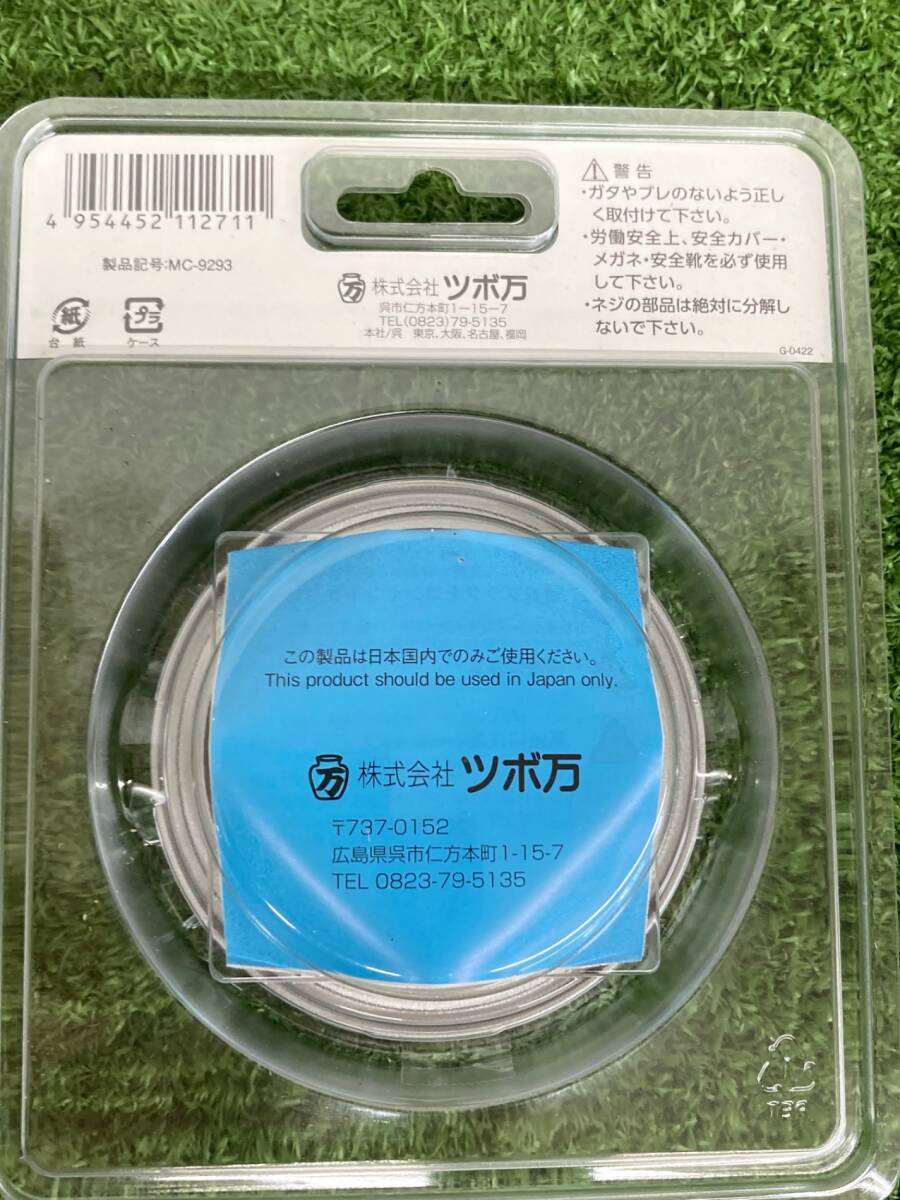 4 954452 112711
製品記号:MC-9293
紙
台紙
プラ
ケース
万 株式会社 ツボ万
呉市仁方本町1-15-7
TEL(0823)79-5135
本社/呉 東京,大阪,名古屋,福岡
警告
・ガタやブレのないよう正し
く取付けて下さい。
・労働安全上、安全カバー・
メガネ・安全靴を必ず使用
して下さい。
・ネジの部品は絶対に分解し
ないで下さい。
G-0422
この製品は日本国内でのみご使用ください。
This product should be used in Japan only.
万 株式会社 ツボ万
〒737-0152
広島県呉市仁方本町1-15-7
TEL 0823-79-5135